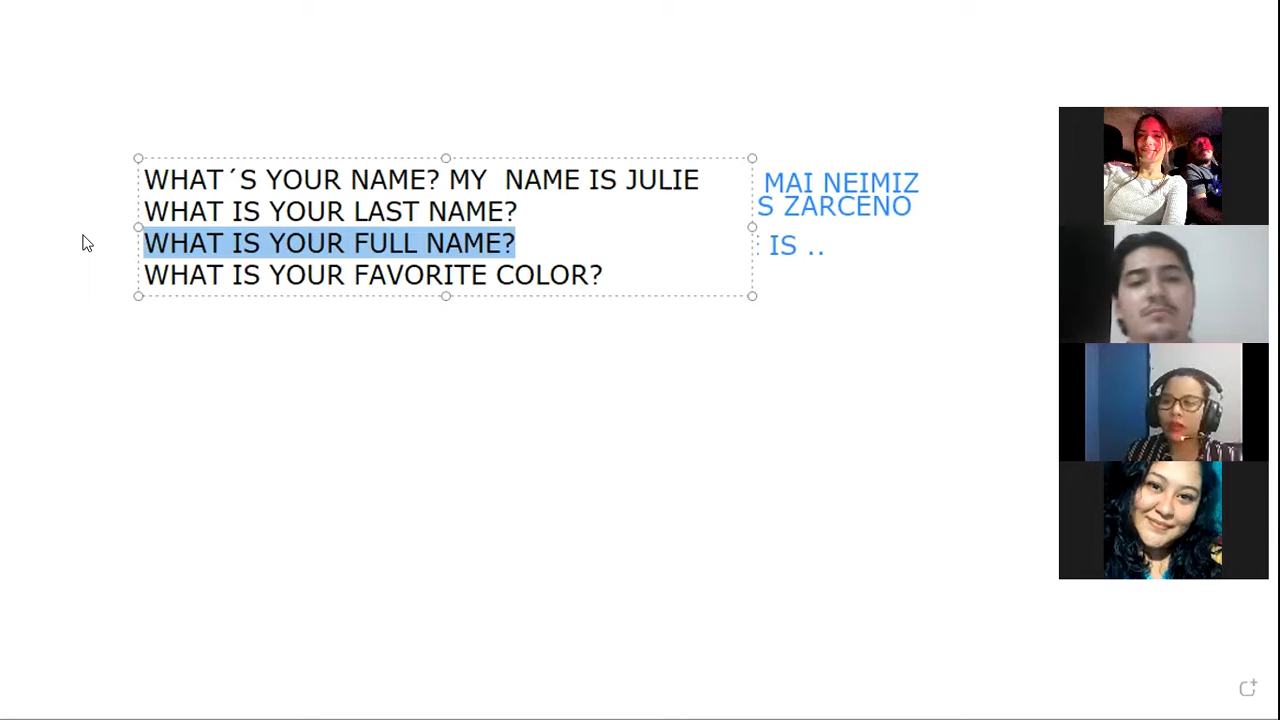 WHAT´S YOUR NAME? MY  NAME IS JULIE
MAI NEIMIZ
WHAT IS YOUR LAST NAME?
S ZARCENO
WHAT IS YOUR FULL NAME?
IS ..
WHAT IS YOUR FAVORITE COLOR?